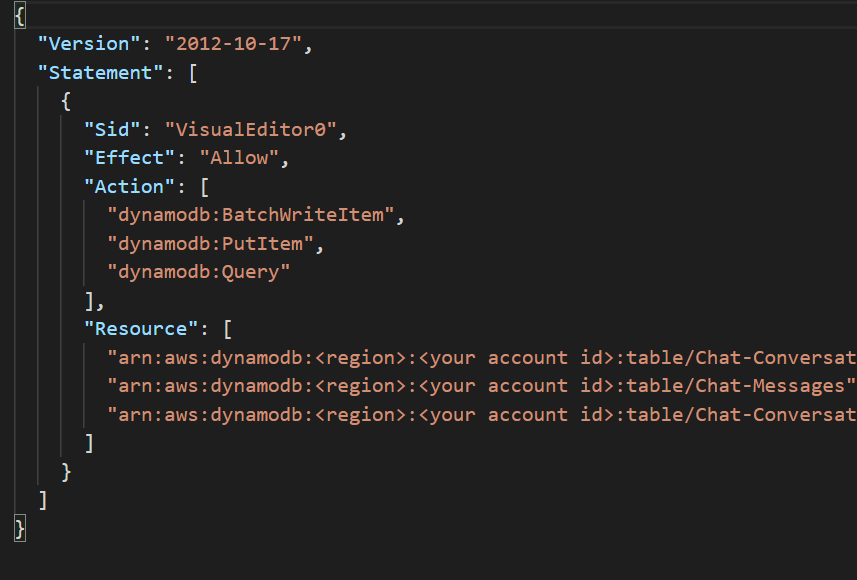 {
"Version": "2012-10-17",
"Statement": [
{
"Sid": "VisualEditor0",
"Effect": "Allow",
"Action": [
"dynamodb:BatchWriteItem",
"dynamodb:PutItem",
"dynamodb:Query"
],
"Resource": [
"arn:aws:dynamodb:<region>:<your account id>:table/Chat-Conversat
"arn:aws:dynamodb:<region>:<your account id>:table/Chat-Messages"
"arn:aws:dynamodb:<region>:<your account id>:table/Chat-Conversat
]
}
]
}